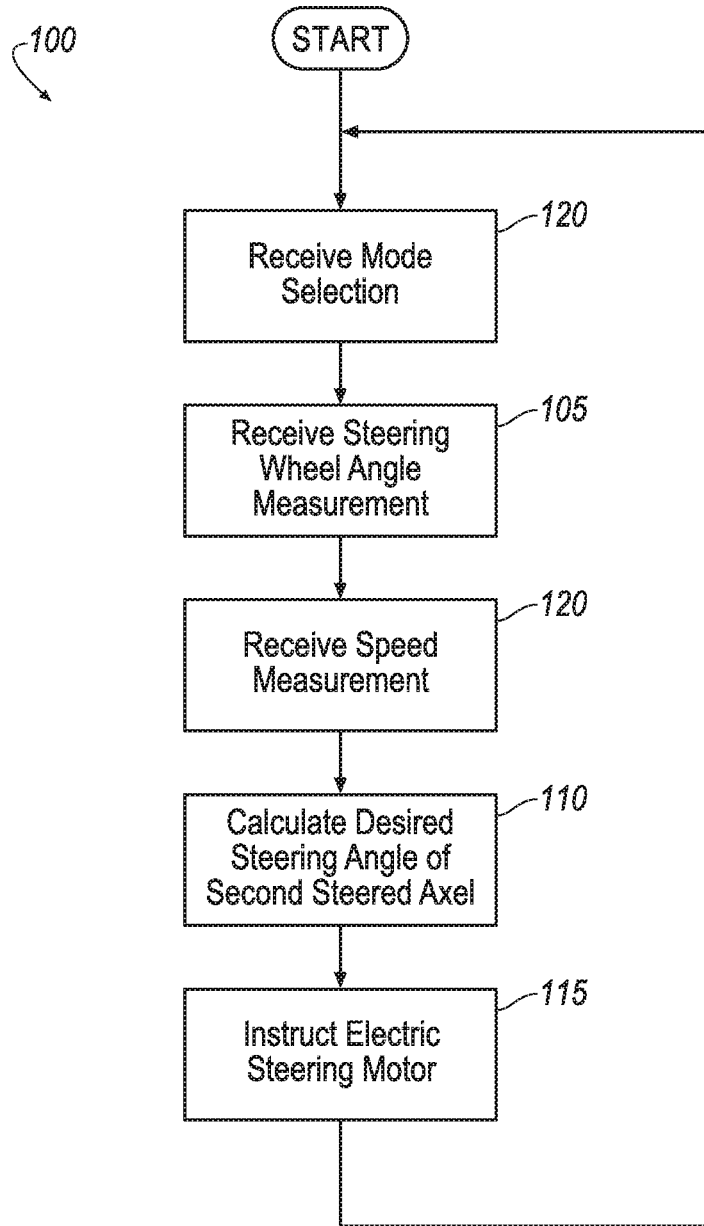 START
100
120
Receive Mode
Selection
105
Receive Steering
Wheel Angle
Measurement
120
Receive Speed
Measurement
110
Calculate Desired
Steering Angle of
Second Steered Axel
115
Instruct Electric
Steering Motor